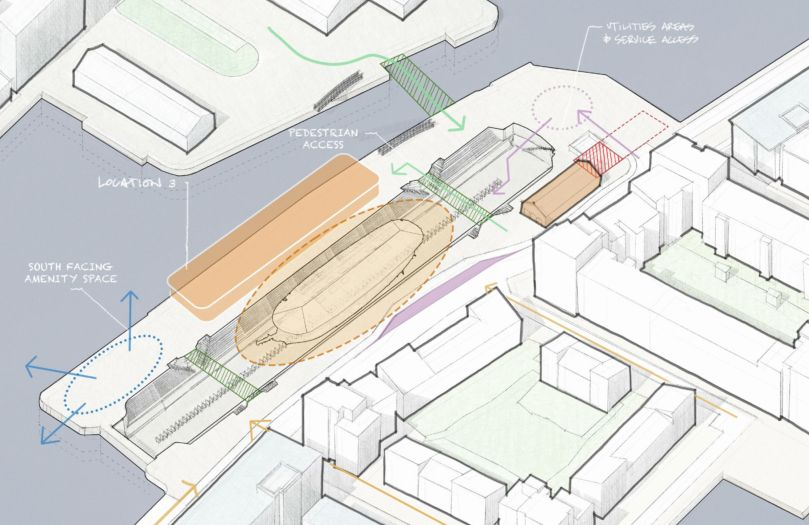 UTILITIES AREAS
& SERVICE ACCESS
PEDESTRIAN
ACCESS
LOCATION 3
SOUTH FACING
AMENITY SPACE